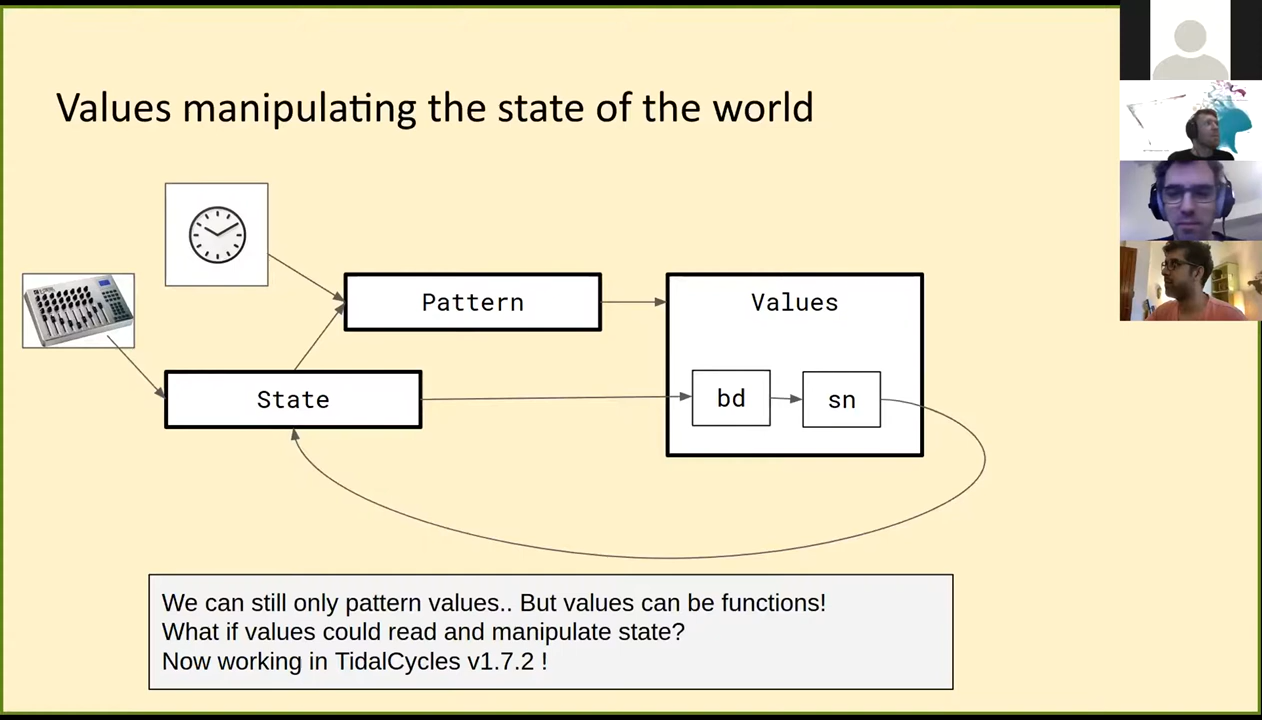 Values manipulating the state of the world
Pattern
Values
State
bd
sn
We can still only pattern values.. But values can be functions!
What if values could read and manipulate state?
Now working in TidalCycles v1.7.2 !